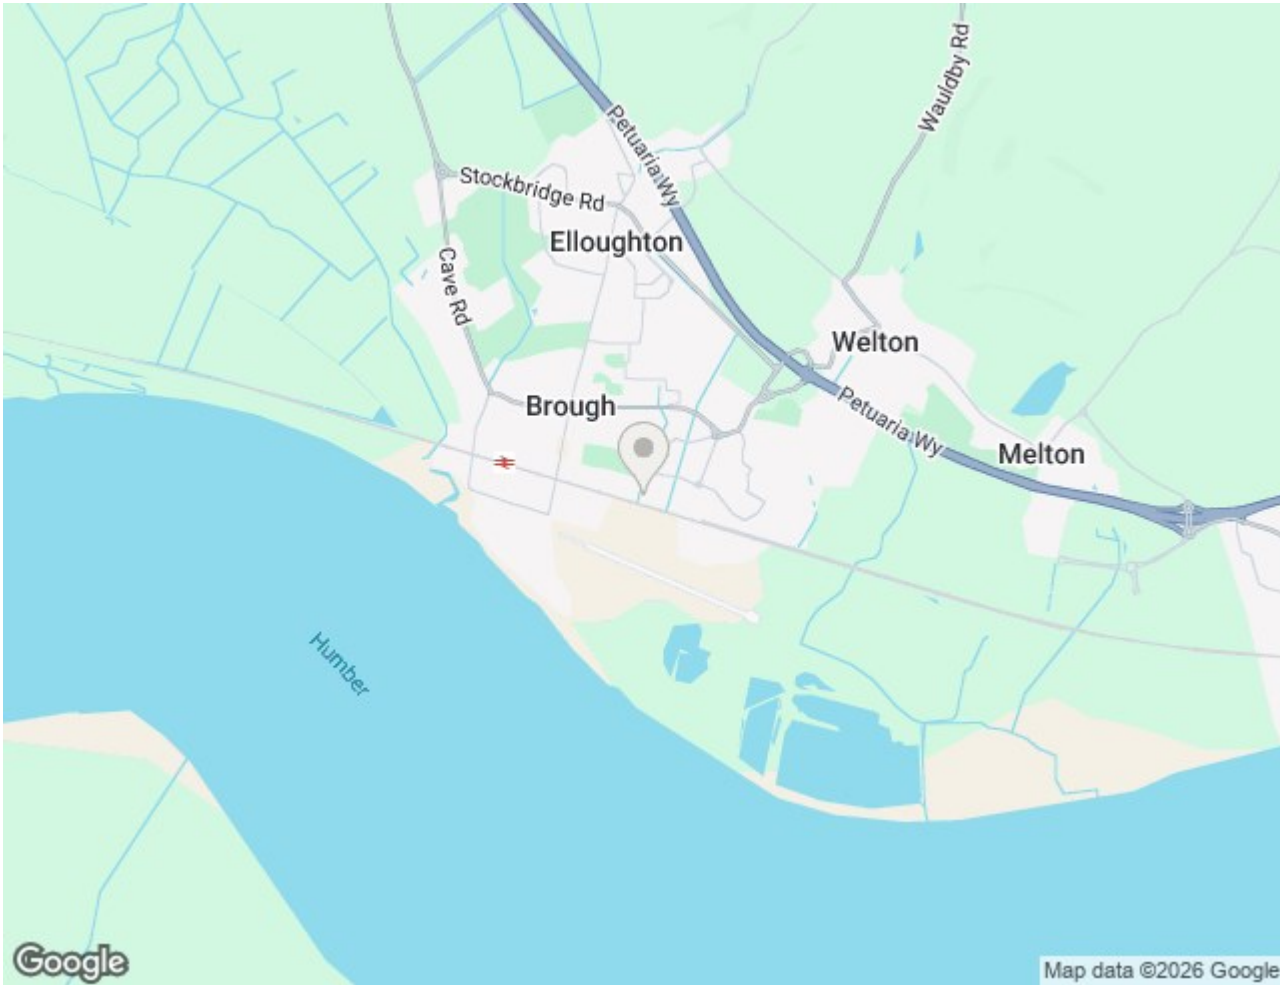 Wauldby Rd
Petuaria Wy
Stockbridge Rd
Elloughton
Cave Rd
Welton
Petuaria Wy
Brough
Melton
Humber
Google
Map data ©2026 Google